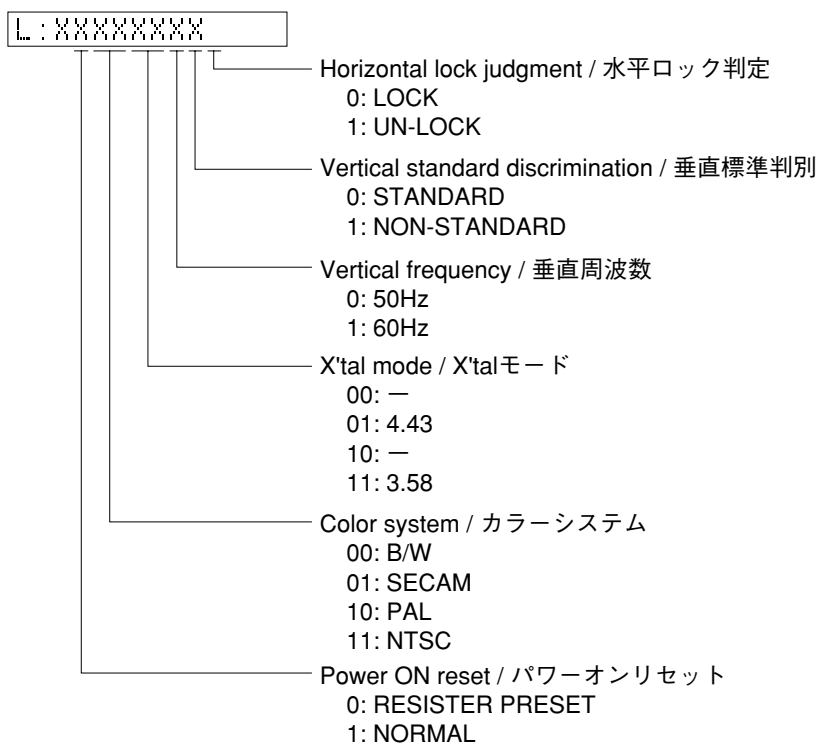 L:XXXXXXXX
Horizontal lock judgment / 水平ロック判定
0: LOCK
1: UN-LOCK
Vertical standard discrimination / 垂直標準判別
0: STANDARD
1: NON-STANDARD
Vertical frequency / 垂直周波数
0: 50Hz
1: 60Hz
X'tal mode / X'talモード
00: —
01: 4.43
10: —
11: 3.58
Color system / カラーシステム
00: B/W
01: SECAM
10: PAL
11: NTSC
Power ON reset / パワーオンリセット
0: RESISTER PRESET
1: NORMAL